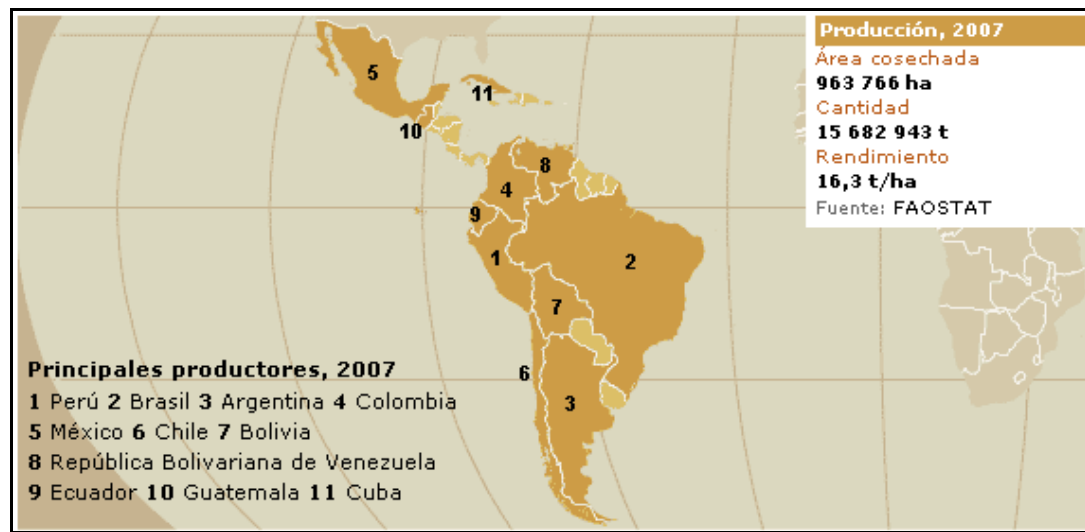 Producción, 2007
Área cosechada
963 766 ha
Cantidad
15 682 943 t
Rendimiento
16,3 t/ha
Fuente: FAOSTAT
5
11
10
8
4
9
1
2
7
6
3
Principales productores, 2007
1 Perú 2 Brasil 3 Argentina 4 Colombia
5 México 6 Chile 7 Bolivia
8 República Bolivariana de Venezuela
9 Ecuador 10 Guatemala 11 Cuba